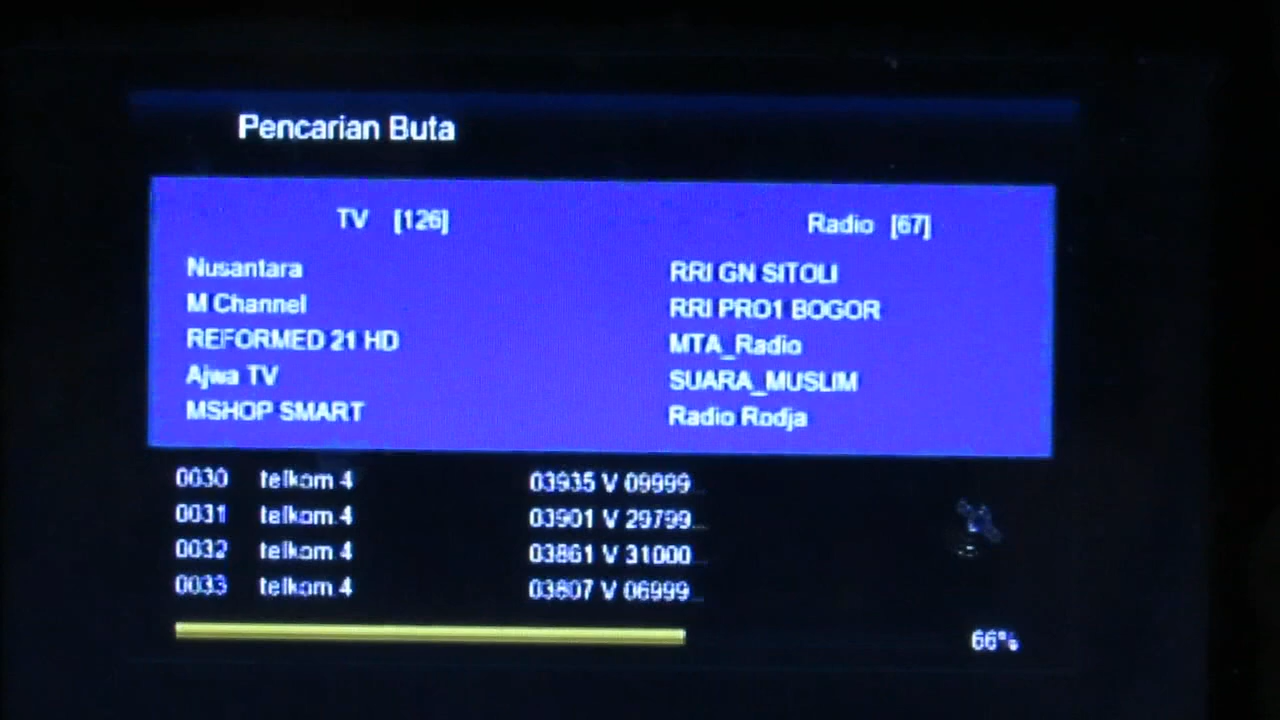 Pencarian Buta
TV [126] Radio [67]
Nusantara RRI GN SITOLI
M Channel RRI PRO1 BOGOR
REFORMED 21 HD MTA_Radio
Ajwa TV SUARA_MUSLIM
MSHOP SMART Radio Rodja
0030 telkom 4 03935 V 09999...
0031 telkom 4 03901 V 29799...
0032 telkom 4 03861 V 31000...
0033 telkom 4 03807 V 06999...
66%